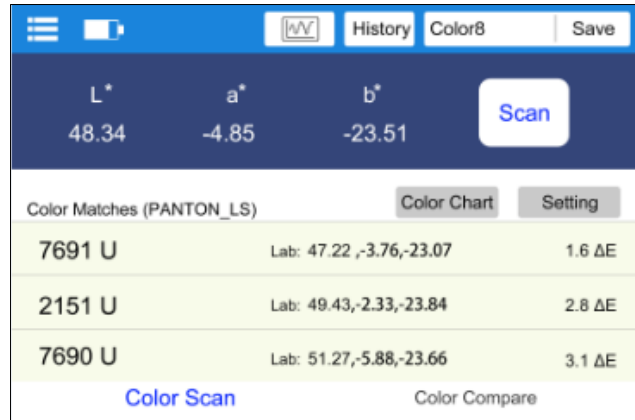 History Color8 Save
L* a* b*
48.34 -4.85 -23.51
Scan
Color Matches (PANTON_LS) Color Chart Setting
7691 U Lab: 47.22 ,-3.76,-23.07 1.6 ΔE
2151 U Lab: 49.43,-2.33,-23.84 2.8 ΔE
7690 U Lab: 51.27,-5.88,-23.66 3.1 ΔE
Color Scan Color Compare